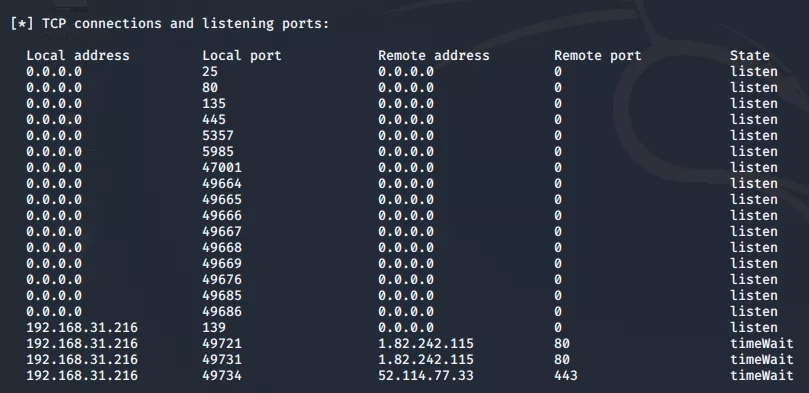 [*] TCP connections and listening ports:
Local address Local port Remote address Remote port State
0.0.0.0 25 0.0.0.0 0 listen
0.0.0.0 80 0.0.0.0 0 listen
0.0.0.0 135 0.0.0.0 0 listen
0.0.0.0 445 0.0.0.0 0 listen
0.0.0.0 5357 0.0.0.0 0 listen
0.0.0.0 5985 0.0.0.0 0 listen
0.0.0.0 47001 0.0.0.0 0 listen
0.0.0.0 49664 0.0.0.0 0 listen
0.0.0.0 49665 0.0.0.0 0 listen
0.0.0.0 49666 0.0.0.0 0 listen
0.0.0.0 49667 0.0.0.0 0 listen
0.0.0.0 49668 0.0.0.0 0 listen
0.0.0.0 49669 0.0.0.0 0 listen
0.0.0.0 49676 0.0.0.0 0 listen
0.0.0.0 49685 0.0.0.0 0 listen
0.0.0.0 49686 0.0.0.0 0 listen
192.168.31.216 139 0.0.0.0 0 listen
192.168.31.216 49721 1.82.242.115 80 timeWait
192.168.31.216 49731 1.82.242.115 80 timeWait
192.168.31.216 49734 52.114.77.33 443 timeWait